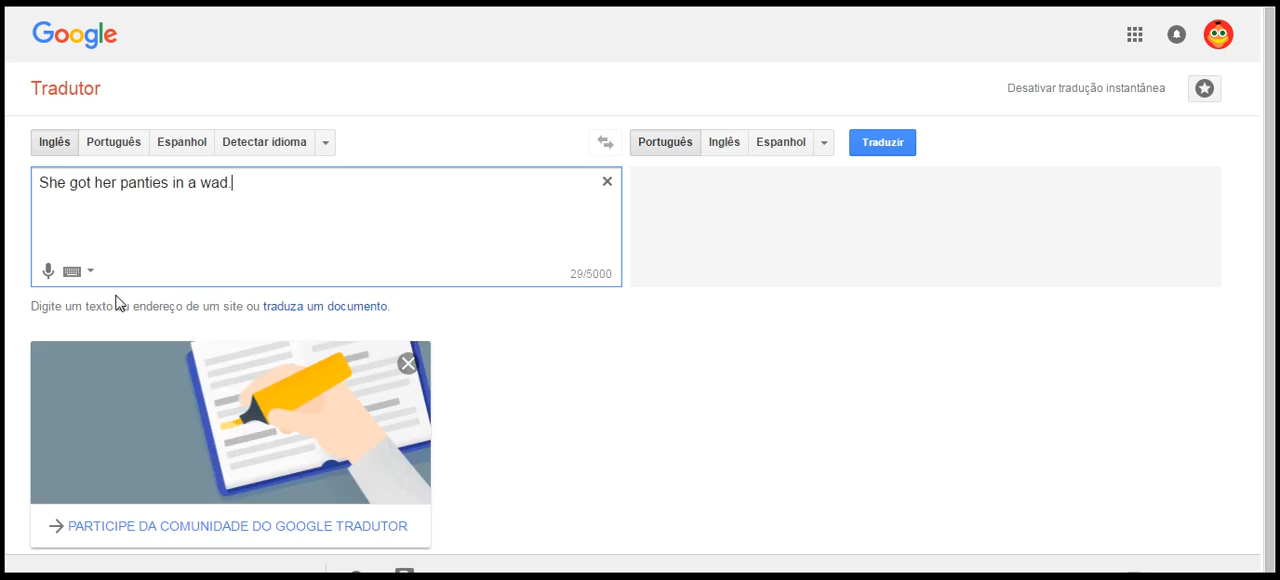 Google
Tradutor
Desativar tradução instantânea
Inglês Português Espanhol Detectar idioma
Português Inglês Espanhol
Traduzir
She got her panties in a wad.
29/5000
Digite um texto ou endereço de um site ou traduza um documento.
PARTICIPE DA COMUNIDADE DO GOOGLE TRADUTOR